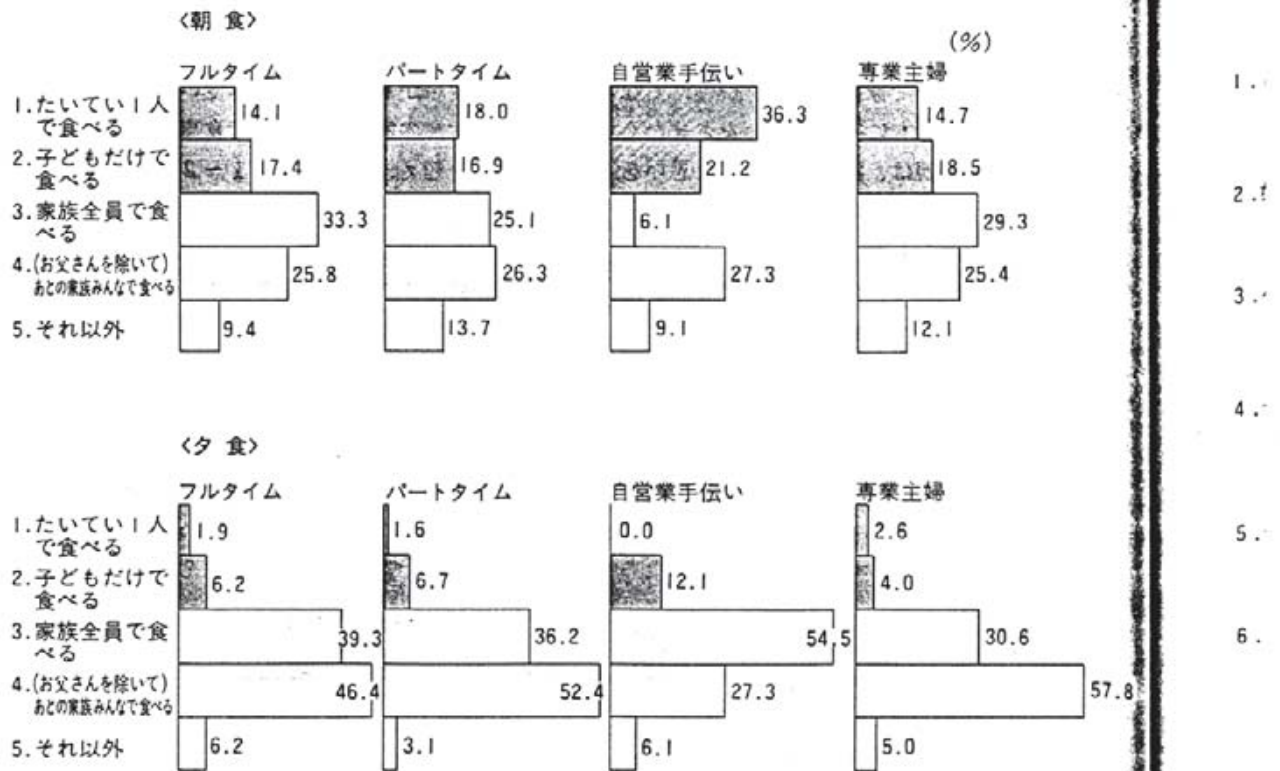 〈朝 食〉
(%)
フルタイム パートタイム 自営業手伝い 専業主婦
1.たいてい1人 14.1 18.0 36.3 14.7
で食べる
2.子どもだけで 17.4 16.9 21.2 18.5
食べる
3.家族全員で食 33.3 25.1 6.1 29.3
べる
4.(お父さんを除いて) 25.8 26.3 27.3 25.4
あとの家族みんなで食べる
5.それ以外 9.4 13.7 9.1 12.1
〈夕 食〉
フルタイム パートタイム 自営業手伝い 専業主婦
1.たいてい1人 1.9 1.6 0.0 2.6
で食べる
2.子どもだけで 6.2 6.7 12.1 4.0
食べる
3.家族全員で食 39.3 36.2 54.5 30.6
べる
4.(お父さんを除いて) 46.4 52.4 27.3 57.8
あとの家族みんなで食べる
5.それ以外 6.2 3.1 6.1 5.0
1.
2.
3.
4.
5.
6.